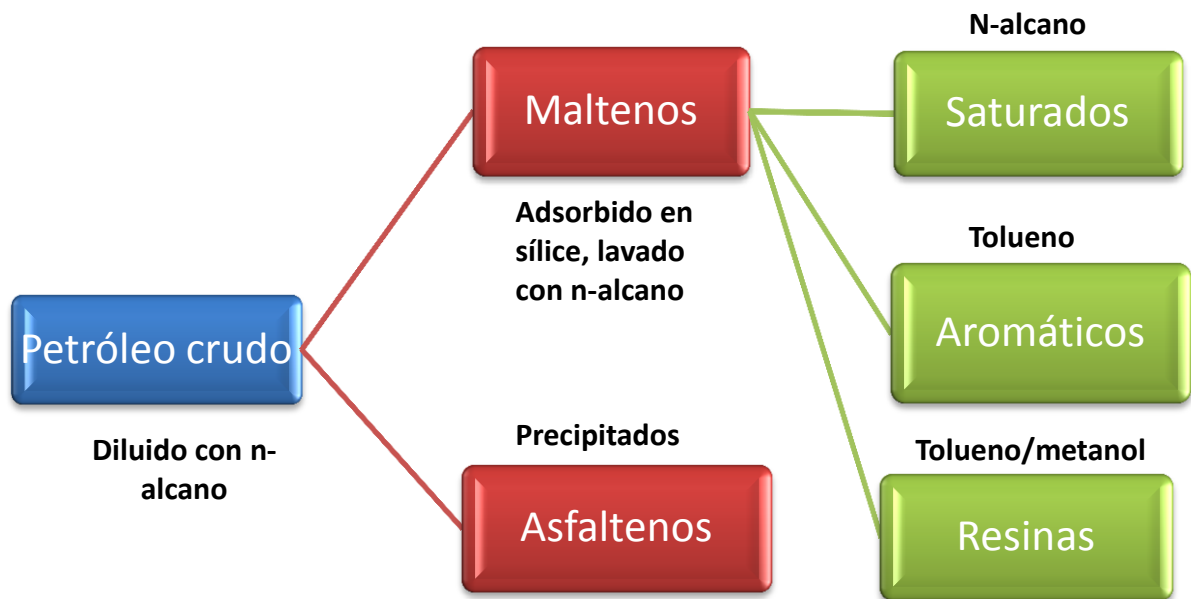 Petróleo crudo
Diluido con n-
alcano
Maltenos
Adsorbido en
sílice, lavado
con n-alcano
Precipitados
Asfaltenos
N-alcano
Saturados
Tolueno
Aromáticos
Tolueno/metanol
Resinas